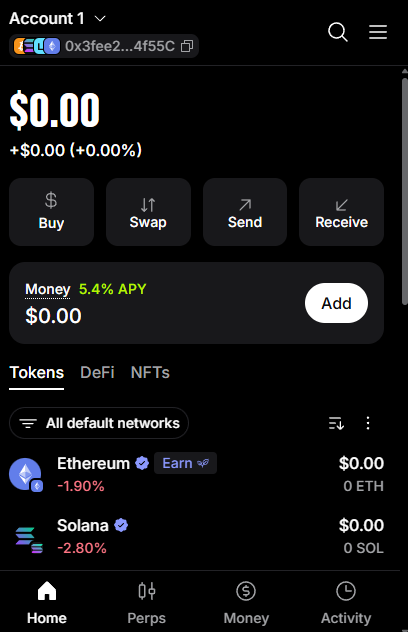 Account 1
0x3fee2...4f55C
$0.00
+$0.00 (+0.00%)
Buy
Swap
Send
Receive
Money 5.4% APY
$0.00
Add
Tokens DeFi NFTs
All default networks
Ethereum Earn $0.00
-1.90% 0 ETH
Solana $0.00
-2.80% 0 SOL
Home Perps Money Activity